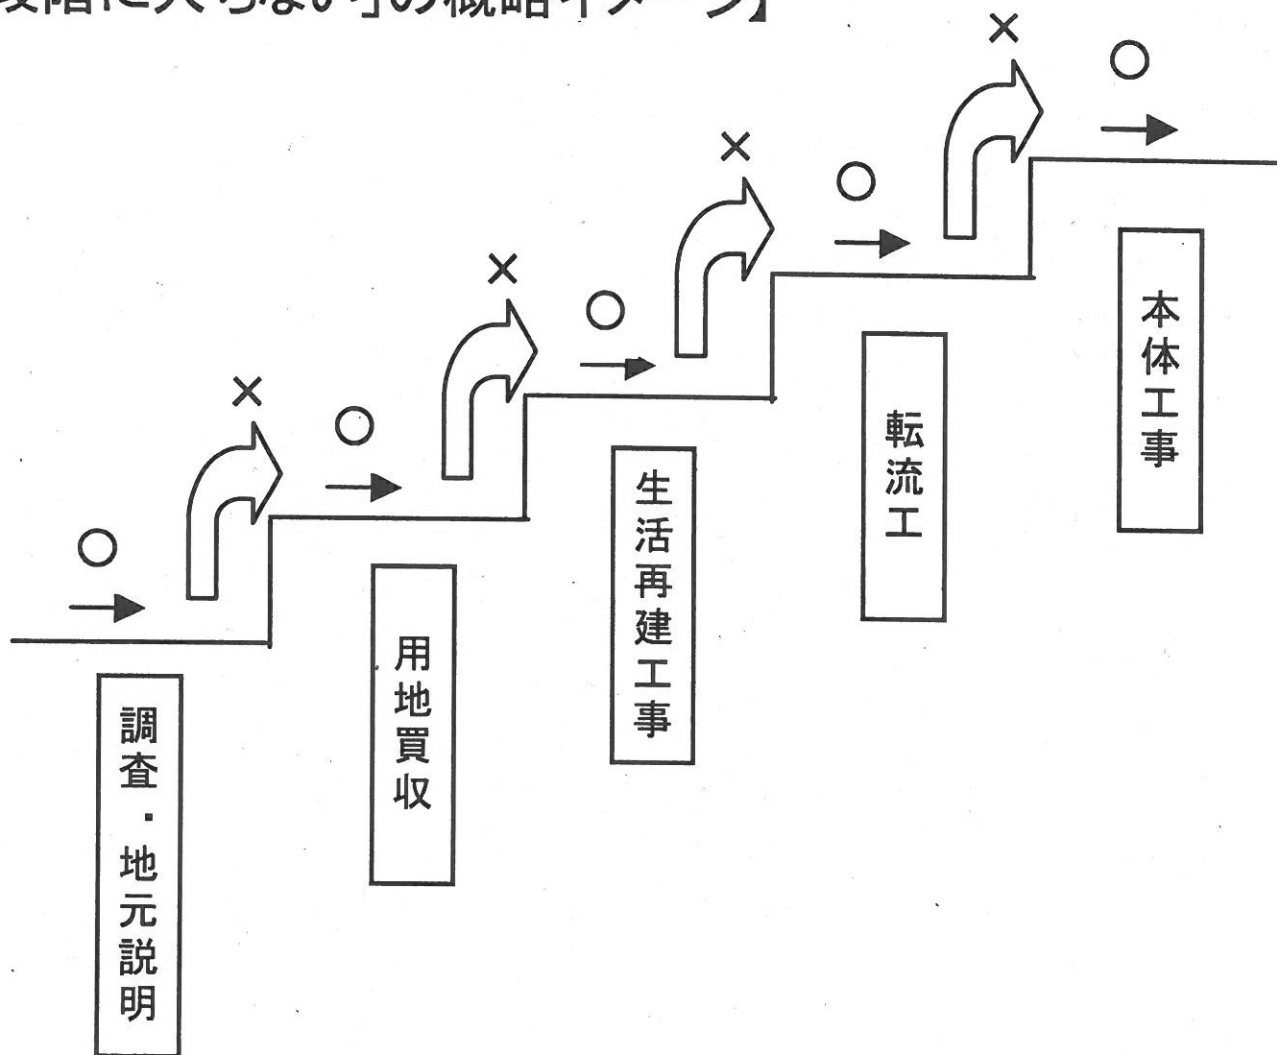 段階に入らない」の概略イメージ】
×
○
×
○
×
○
×
○
×
○
本体工事
転流工
生活再建工事
用地買収
調査・地元説明